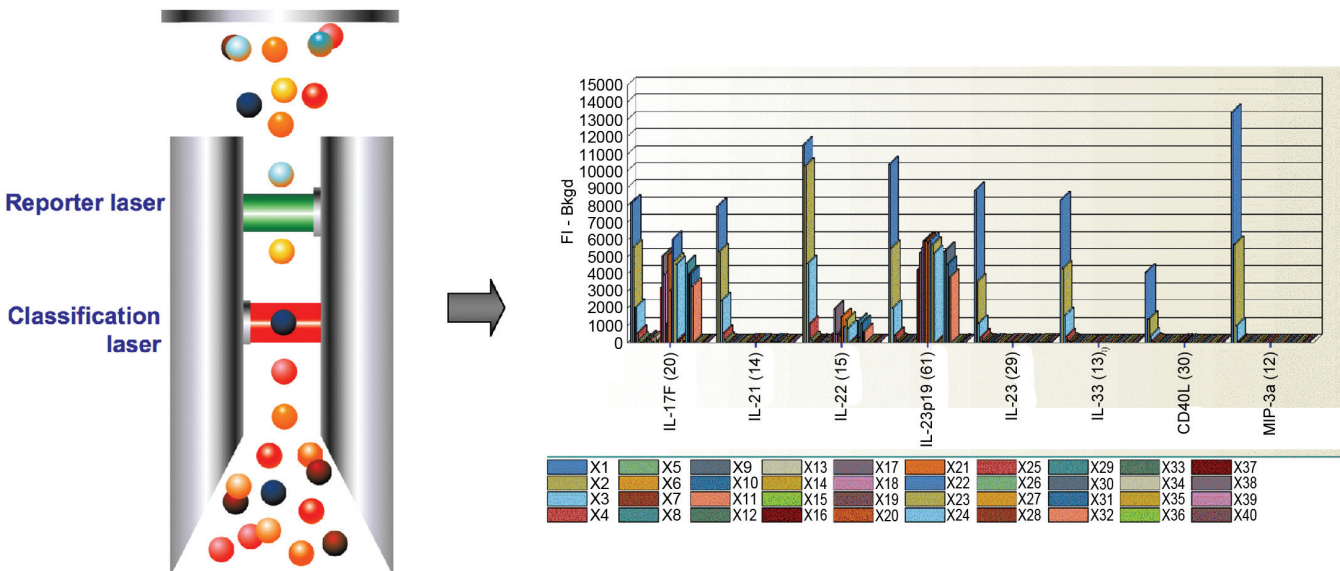 Reporter laser
Classification
laser
FI - Bkgd
15000
14000
13000
12000
11000
10000
9000
8000
7000
6000
5000
4000
3000
2000
1000
0
IL-17F (20)
IL-21 (14)
IL-22 (15)
IL-23p19 (61)
IL-23 (29)
IL-33 (13)
CD40L (30)
MIP-3a (12)
X1 X5 X9 X13 X17 X21 X25 X29 X33 X37
X2 X6 X10 X14 X18 X22 X26 X30 X34 X38
X3 X7 X11 X15 X19 X23 X27 X31 X35 X39
X4 X8 X12 X16 X20 X24 X28 X32 X36 X40